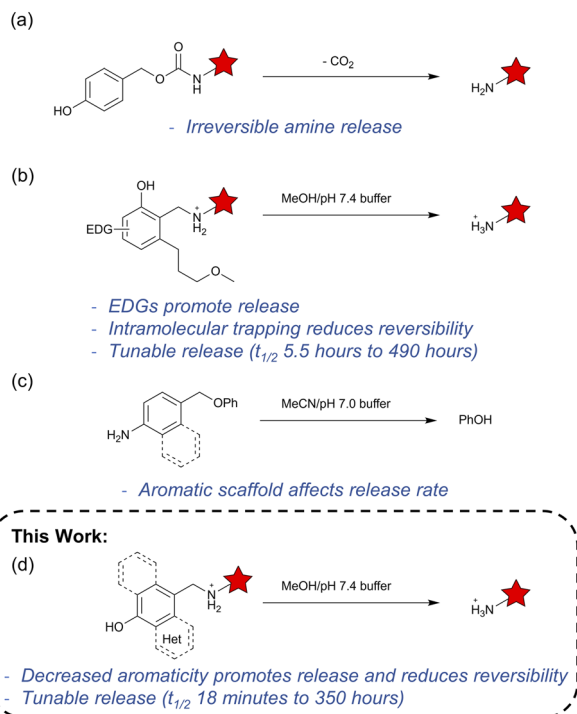 (a)
O
O
N
H
HO
- CO2
H2N
- Irreversible amine release
(b)
OH
EDG
+
N
H2
O
MeOH/pH 7.4 buffer
+
H3N
- EDGs promote release
- Intramolecular trapping reduces reversibility
- Tunable release (t1/2 5.5 hours to 490 hours)
(c)
OPh
H2N
MeCN/pH 7.0 buffer
PhOH
- Aromatic scaffold affects release rate
This Work:
(d)
+
N
H2
HO
Het
MeOH/pH 7.4 buffer
+
H3N
- Decreased aromaticity promotes release and reduces reversibility
- Tunable release (t1/2 18 minutes to 350 hours)